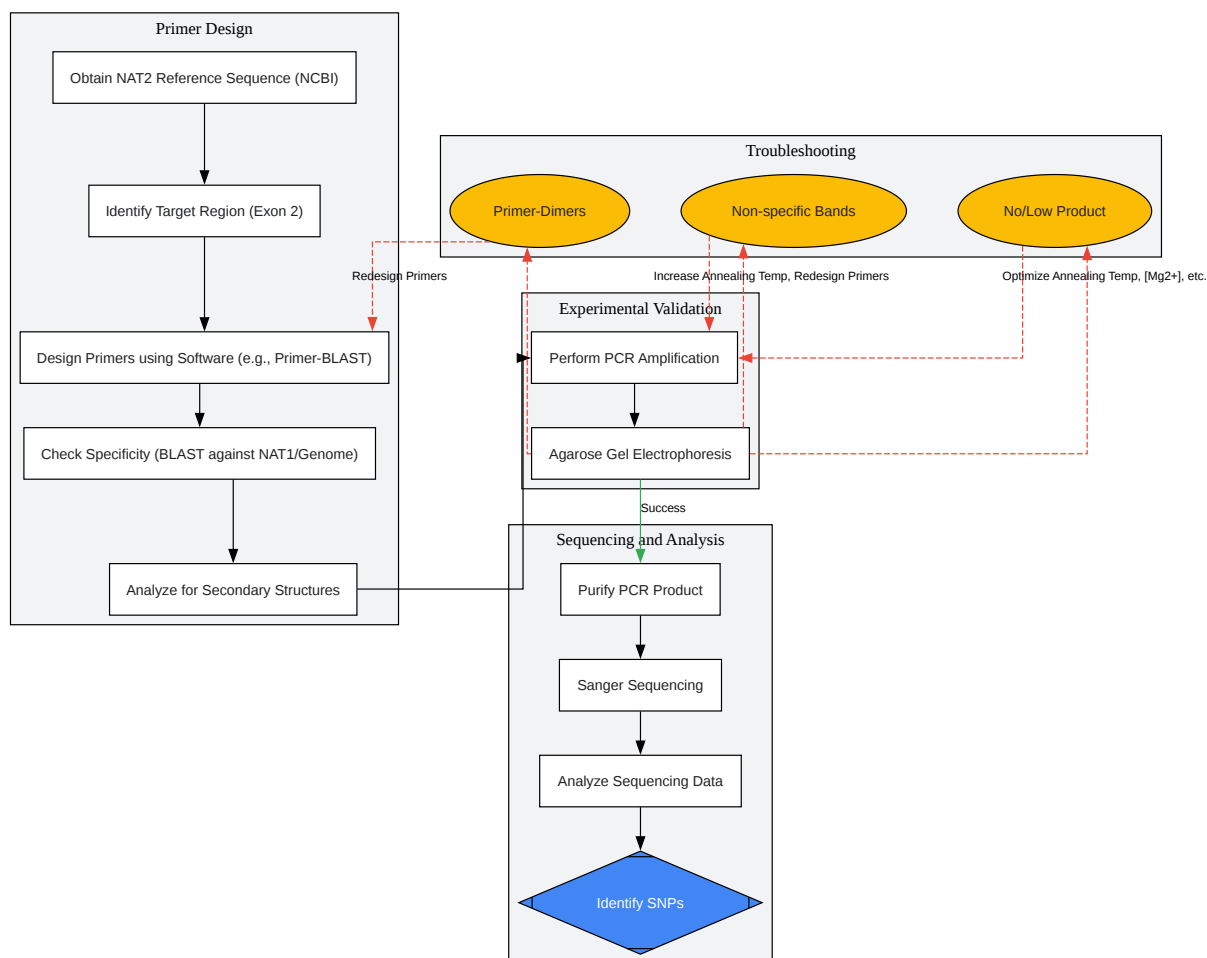 Primer Design
Obtain NAT2 Reference Sequence (NCBI)
Identify Target Region (Exon 2)
Design Primers using Software (e.g., Primer-BLAST)
Check Specificity (BLAST against NAT1/Genome)
Analyze for Secondary Structures
Troubleshooting
Primer-Dimers
Non-specific Bands
No/Low Product
Redesign Primers
Increase Annealing Temp, Redesign Primers
Optimize Annealing Temp, [Mg2+], etc.
Experimental Validation
Perform PCR Amplification
Agarose Gel Electrophoresis
Success
Sequencing and Analysis
Purify PCR Product
Sanger Sequencing
Analyze Sequencing Data
Identify SNPs